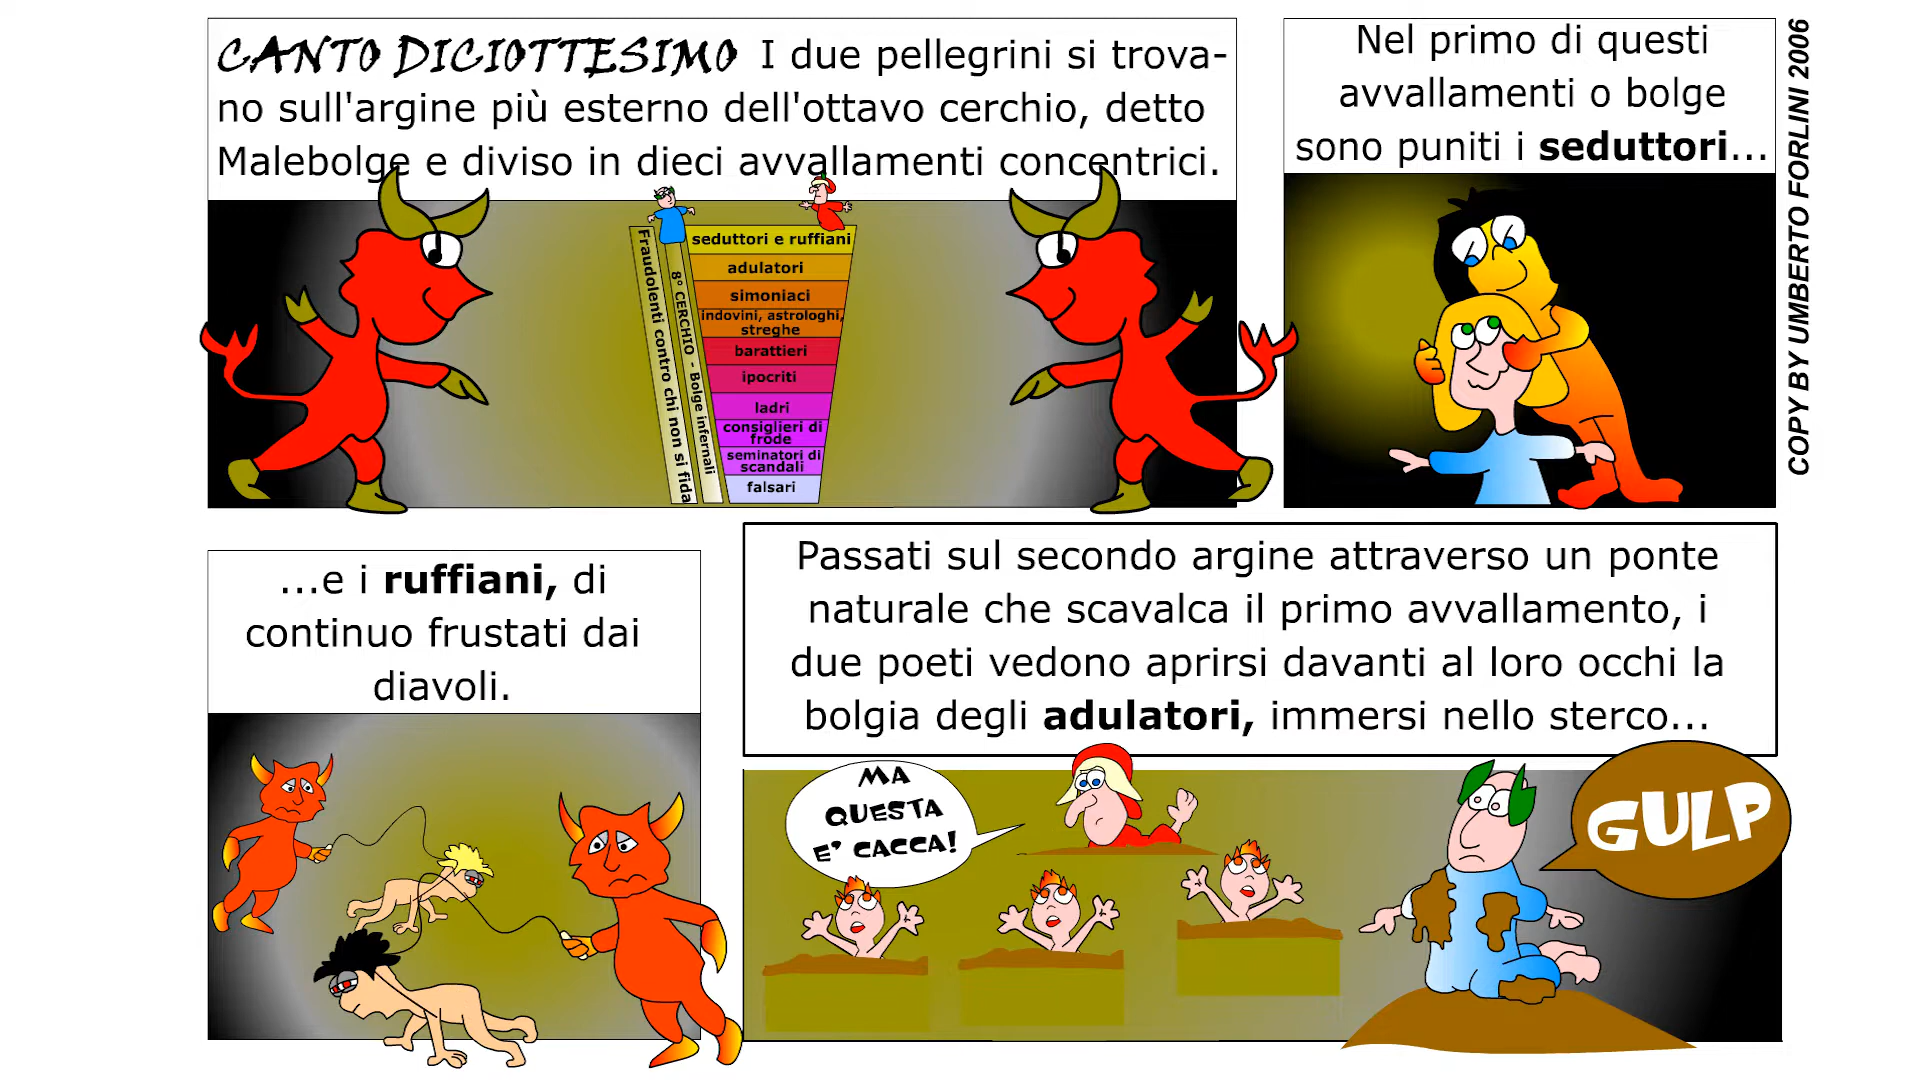 CANTO DICIOTTESIMO I due pellegrini si trova-
no sull'argine più esterno dell'ottavo cerchio, detto
Malebolge e diviso in dieci avvallamenti concentrici.
Fraudolenti contro chi non si fida
8° CERCHIO - Bolge infernali
seduttori e ruffiani
adulatori
simoniaci
indovini, astrologhi,
streghe
barattieri
ipocriti
ladri
consiglieri di
frode
seminatori di
scandali
falsari
Nel primo di questi
avvallamenti o bolge
sono puniti i seduttori...
COPY BY UMBERTO FORLINI 2006
...e i ruffiani, di
continuo frustati dai
diavoli.
Passati sul secondo argine attraverso un ponte
naturale che scavalca il primo avvallamento, i
due poeti vedono aprirsi davanti al loro occhi la
bolgia degli adulatori, immersi nello sterco...
MA
QUESTA
E' CACCA!
GULP